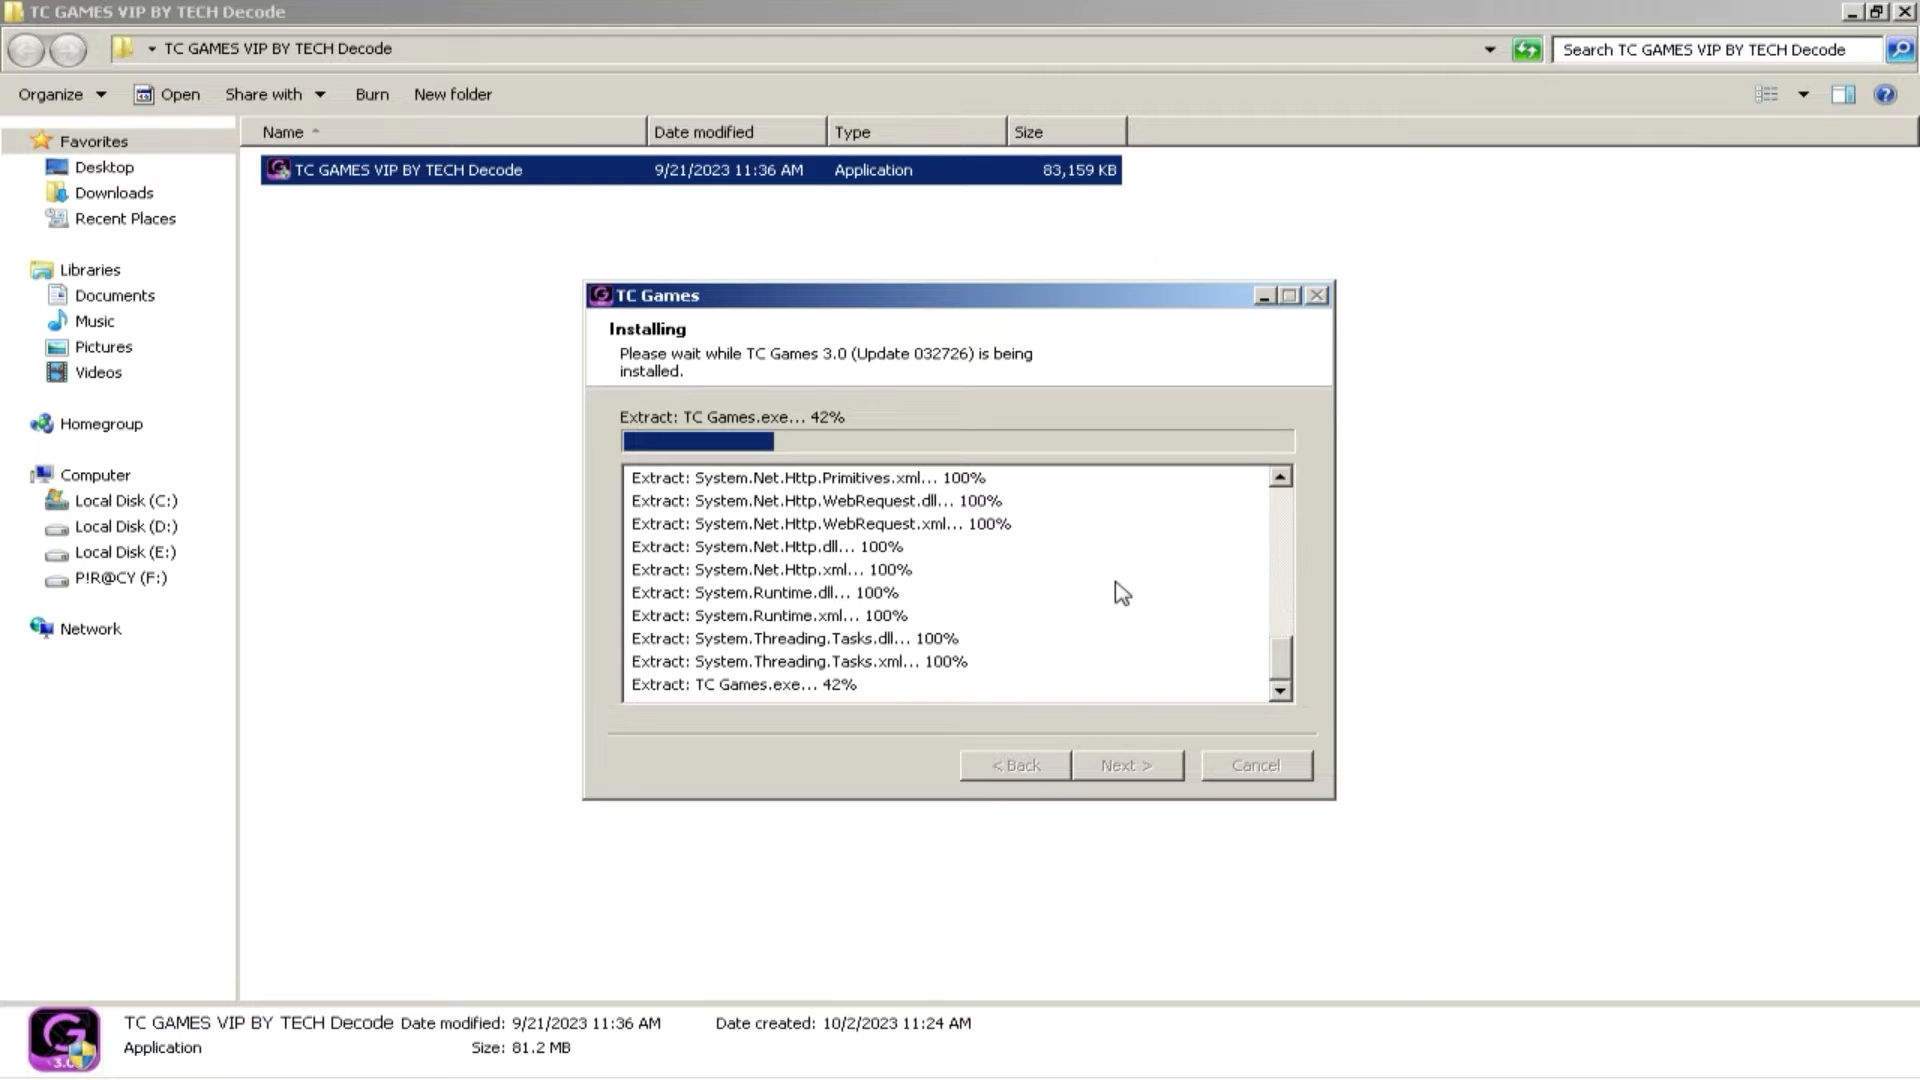 TC GAMES VIP BY TECH Decode
TC GAMES VIP BY TECH Decode
Search TC GAMES VIP BY TECH Decode
Organize Open Share with Burn New folder
Name Date modified Type Size
TC GAMES VIP BY TECH Decode 9/21/2023 11:36 AM Application 83,159 KB
Favorites
Desktop
Downloads
Recent Places
Libraries
Documents
Music
Pictures
Videos
Homegroup
Computer
Local Disk (C:)
Local Disk (D:)
Local Disk (E:)
P!R@CY (F:)
Network
TC Games
Installing
Please wait while TC Games 3.0 (Update 032726) is being
installed.
Extract: TC Games.exe... 42%
Extract: System.Net.Http.Primitives.xml... 100%
Extract: System.Net.Http.WebRequest.dll... 100%
Extract: System.Net.Http.WebRequest.xml... 100%
Extract: System.Net.Http.dll... 100%
Extract: System.Net.Http.xml... 100%
Extract: System.Runtime.dll... 100%
Extract: System.Runtime.xml... 100%
Extract: System.Threading.Tasks.dll... 100%
Extract: System.Threading.Tasks.xml... 100%
Extract: TC Games.exe... 42%
< Back Next > Cancel
TC GAMES VIP BY TECH Decode Date modified: 9/21/2023 11:36 AM Date created: 10/2/2023 11:24 AM
Application Size: 81.2 MB